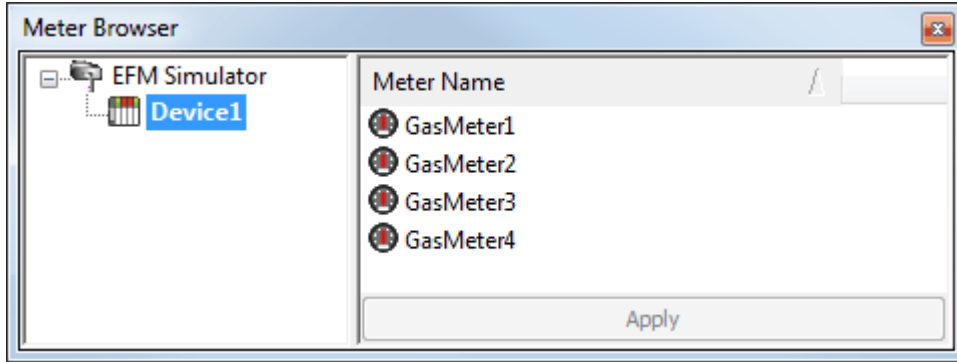 Meter Browser
EFM Simulator
Device1
Meter Name
GasMeter1
GasMeter2
GasMeter3
GasMeter4
Apply